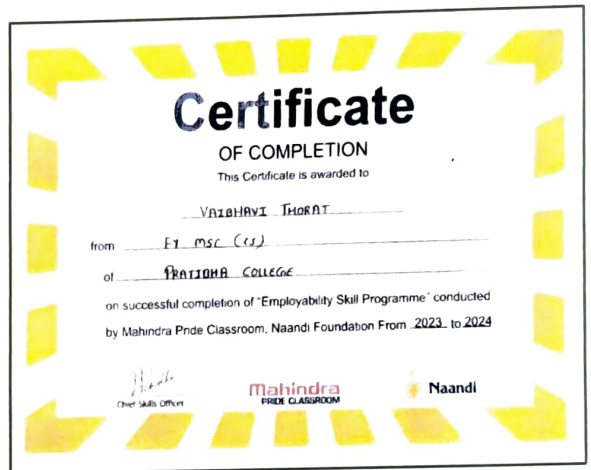 Certificate
OF COMPLETION
This Certificate is awarded to
VAIBHAVI THORAT
from FY MSC (CS)
of PRATIBHA COLLEGE
on successful completion of "Employability Skill Programme" conducted
by Mahindra Pride Classroom, Naandi Foundation From 2023 to 2024
Chief Skills Officer
Mahindra
PRIDE CLASSROOM
Naandi